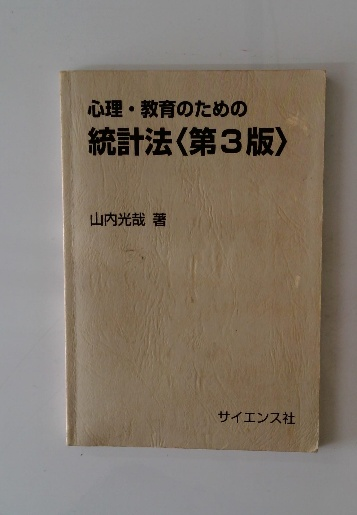 心理・教育のための
統計法〈第３版〉
山内光哉 著
サイエンス社